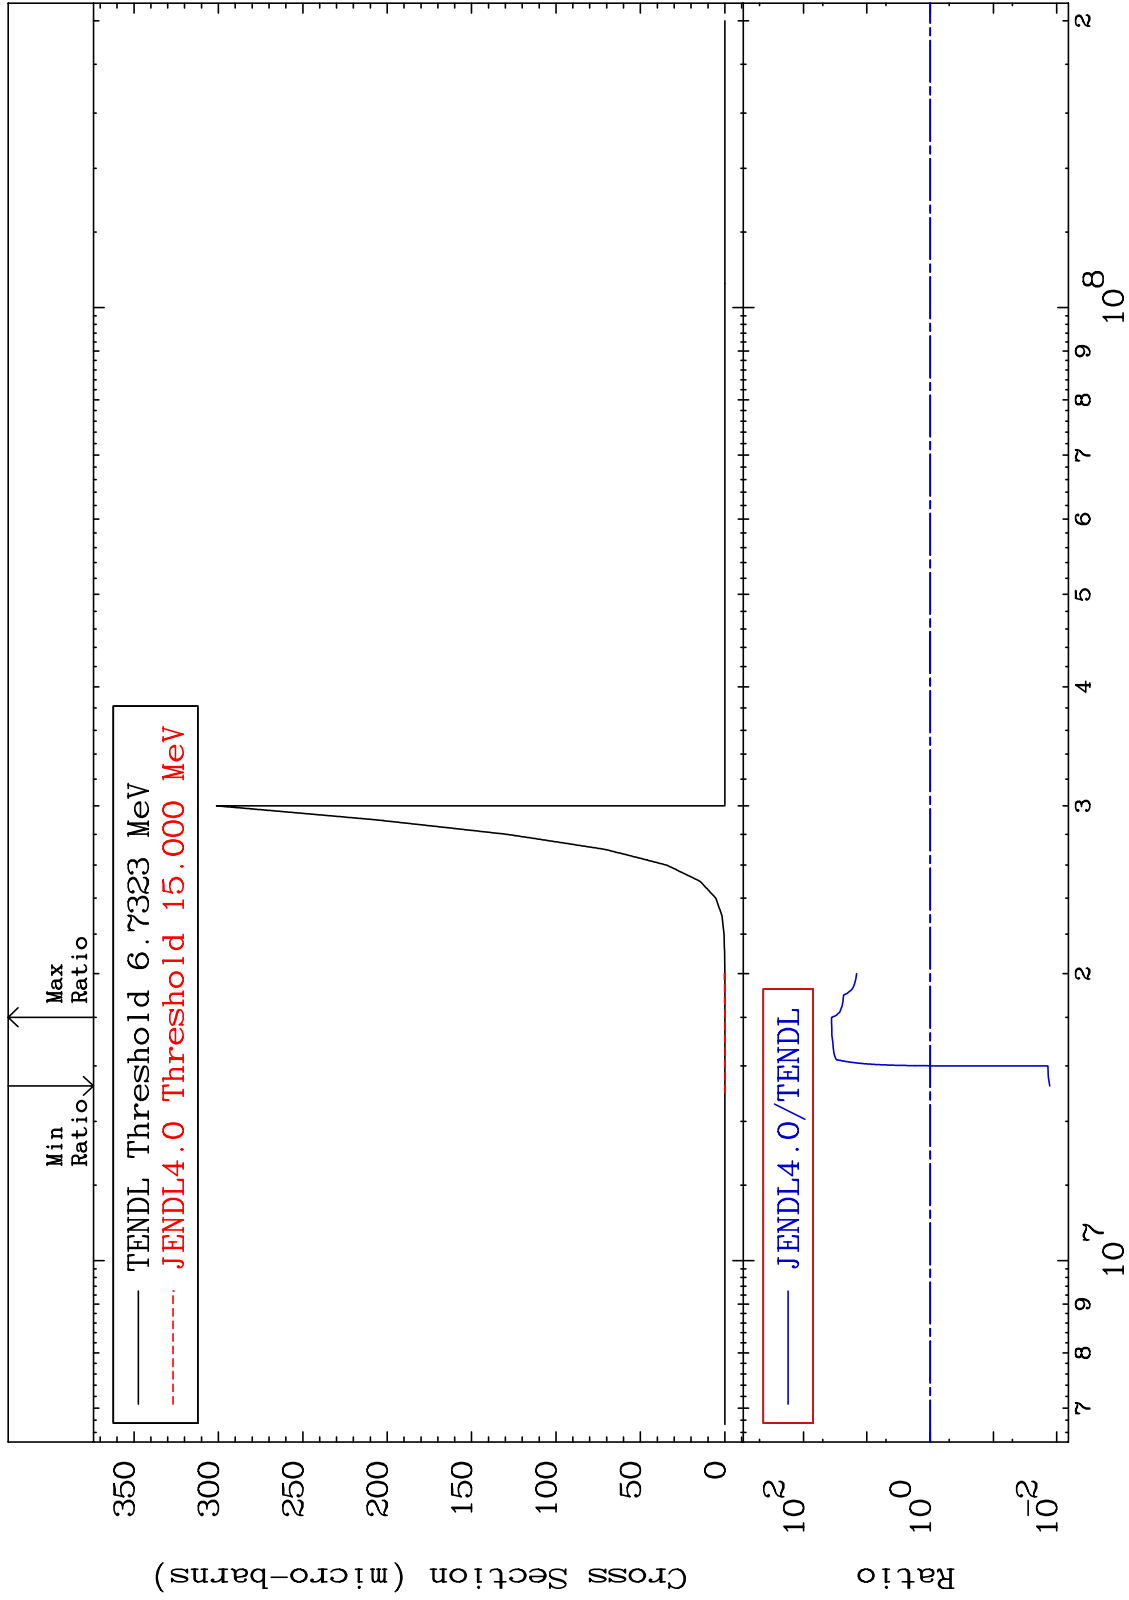 Min
Ratio
Max
Ratio
TENDL Threshold 6.7323 MeV
JENDL4.0 Threshold 15.000 MeV
Cross Section (micro-barns)
350
300
250
200
150
100
50
0
JENDL4.0/TENDL
Ratio
10 2
10 0
10 -2
7 8 9 10 7 2 3 4 5 6 7 8 9 10 8 2